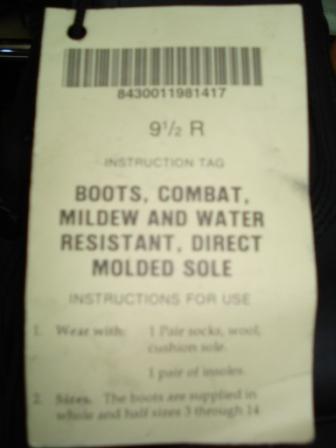 8430011981417
9 1/2 R
INSTRUCTION TAG
BOOTS, COMBAT,
MILDEW AND WATER
RESISTANT, DIRECT
MOLDED SOLE
INSTRUCTIONS FOR USE
1. Wear with: 1 Pair socks, wool,
cushion sole.
1 pair of insoles.
2. Sizes. The boots are supplied in
whole and half sizes 3 through 14